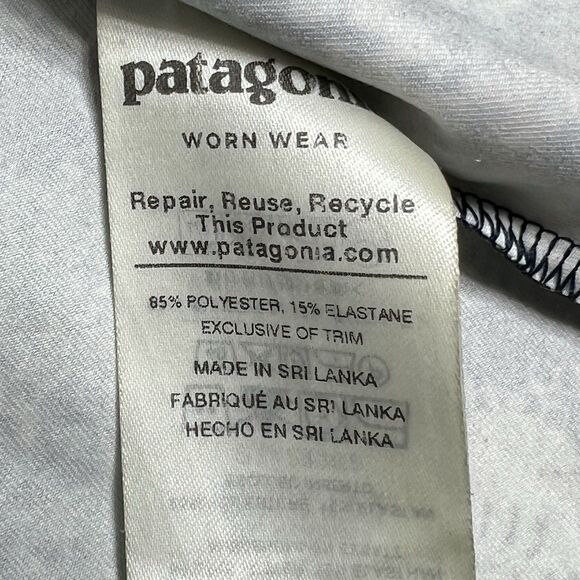 patagonia
WORN WEAR
Repair, Reuse, Recycle
This Product
www.patagonia.com
85% POLYESTER, 15% ELASTANE
EXCLUSIVE OF TRIM
MADE IN SRI LANKA
FABRIQUÉ AU SRI LANKA
HECHO EN SRI LANKA